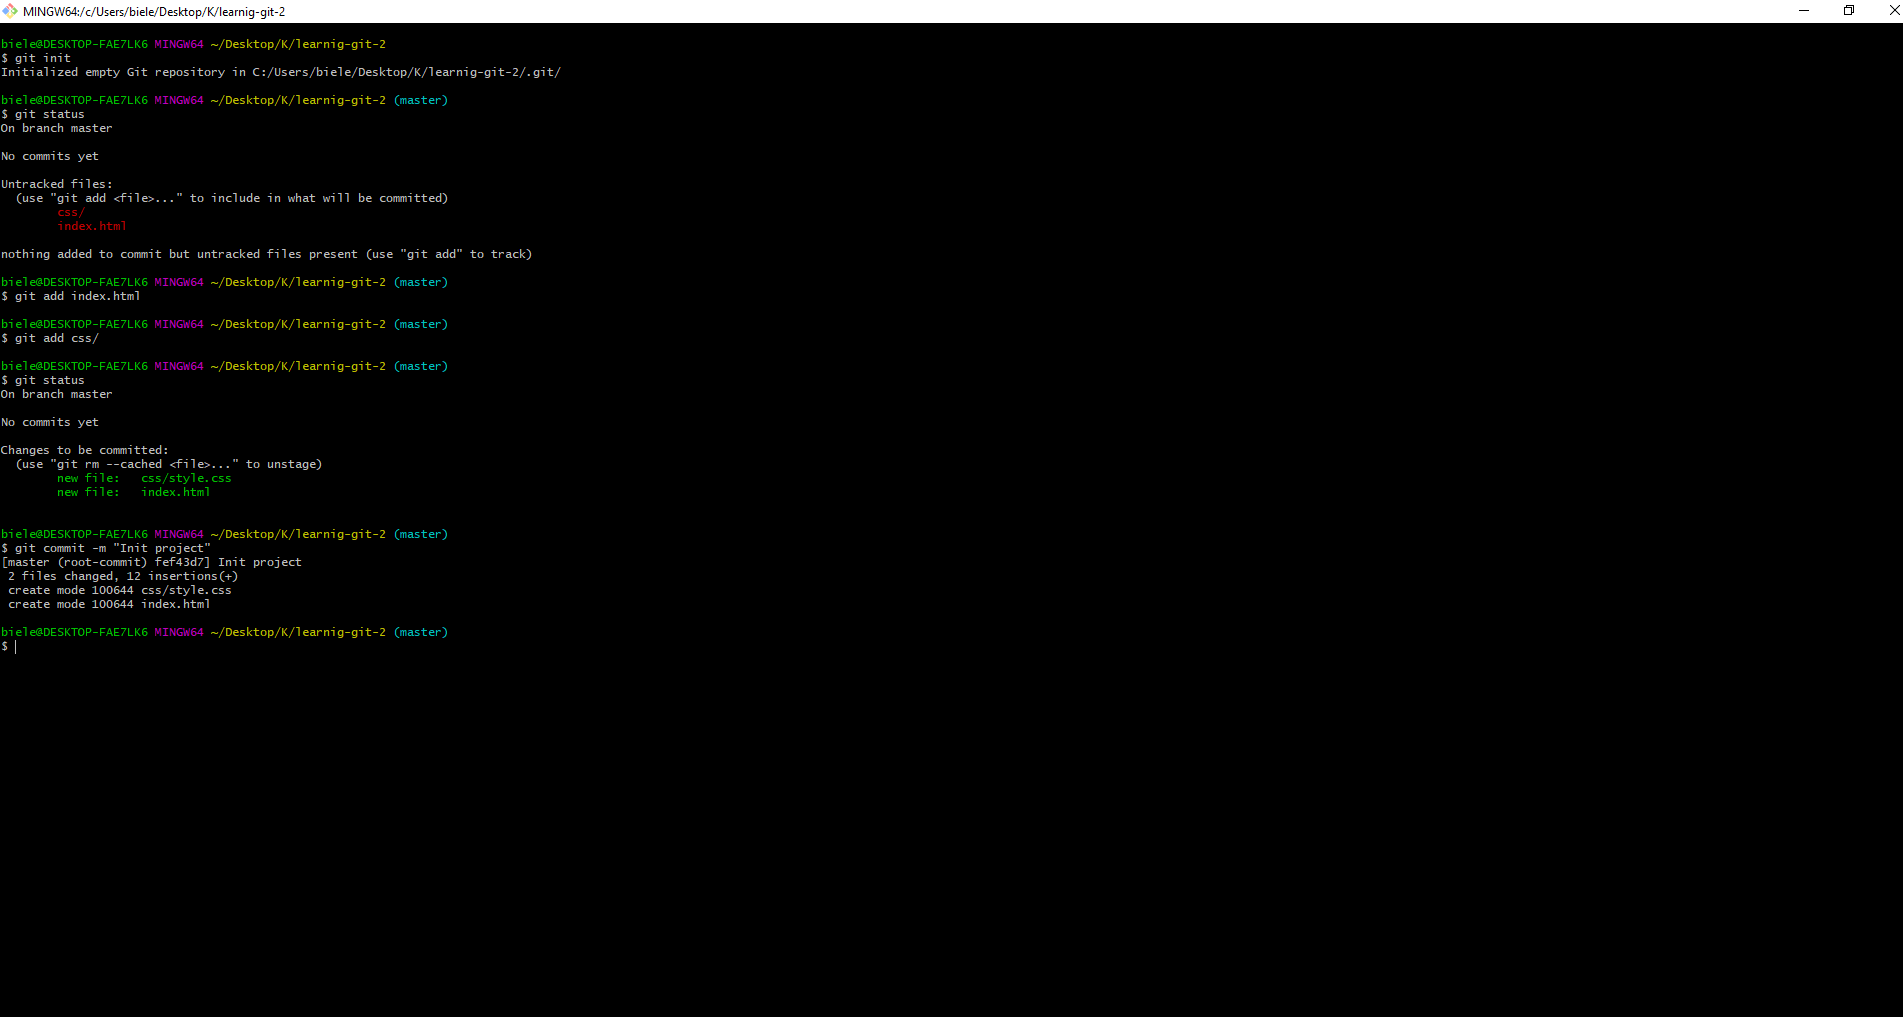 MINGW64:/c/Users/biele/Desktop/K/learnig-git-2
biele@DESKTOP-FAE7LK6 MINGW64 ~/Desktop/K/learnig-git-2
$ git init
Initialized empty Git repository in C:/Users/biele/Desktop/K/learnig-git-2/.git/
biele@DESKTOP-FAE7LK6 MINGW64 ~/Desktop/K/learnig-git-2 (master)
$ git status
On branch master
No commits yet
Untracked files:
  (use "git add <file>..." to include in what will be committed)
        css/
        index.html
nothing added to commit but untracked files present (use "git add" to track)
biele@DESKTOP-FAE7LK6 MINGW64 ~/Desktop/K/learnig-git-2 (master)
$ git add index.html
biele@DESKTOP-FAE7LK6 MINGW64 ~/Desktop/K/learnig-git-2 (master)
$ git add css/
biele@DESKTOP-FAE7LK6 MINGW64 ~/Desktop/K/learnig-git-2 (master)
$ git status
On branch master
No commits yet
Changes to be committed:
  (use "git rm --cached <file>..." to unstage)
        new file:   css/style.css
        new file:   index.html
biele@DESKTOP-FAE7LK6 MINGW64 ~/Desktop/K/learnig-git-2 (master)
$ git commit -m "Init project"
[master (root-commit) fef43d7] Init project
 2 files changed, 12 insertions(+)
 create mode 100644 css/style.css
 create mode 100644 index.html
biele@DESKTOP-FAE7LK6 MINGW64 ~/Desktop/K/learnig-git-2 (master)
$